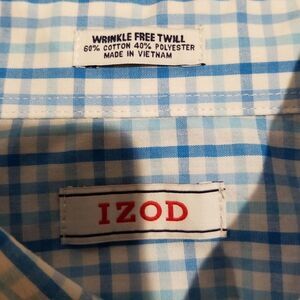 WRINKLE FREE TWILL
60% COTTON 40% POLYESTER
MADE IN VIETNAM
IZOD